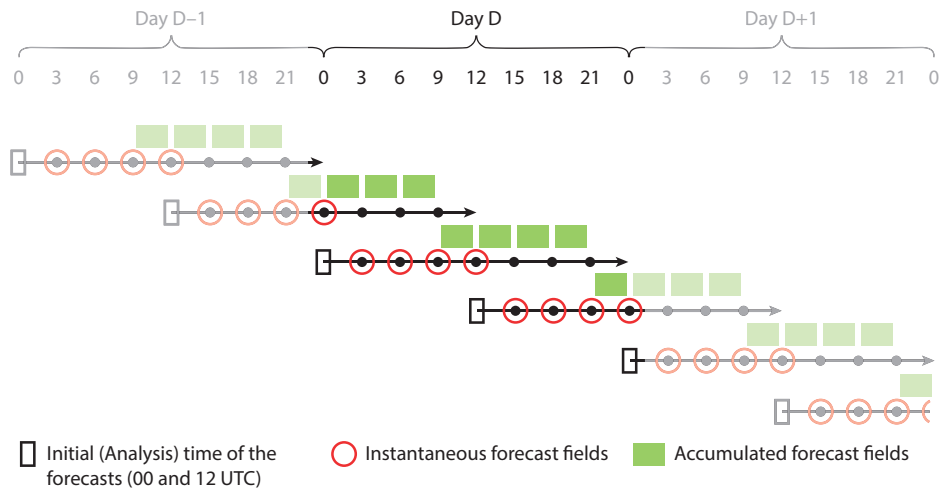 Day D–1 Day D Day D+1
0 3 6 9 12 15 18 21 0 3 6 9 12 15 18 21 0 3 6 9 12 15 18 21 0
Initial (Analysis) time of the
forecasts (00 and 12 UTC)
Instantaneous forecast fields
Accumulated forecast fields